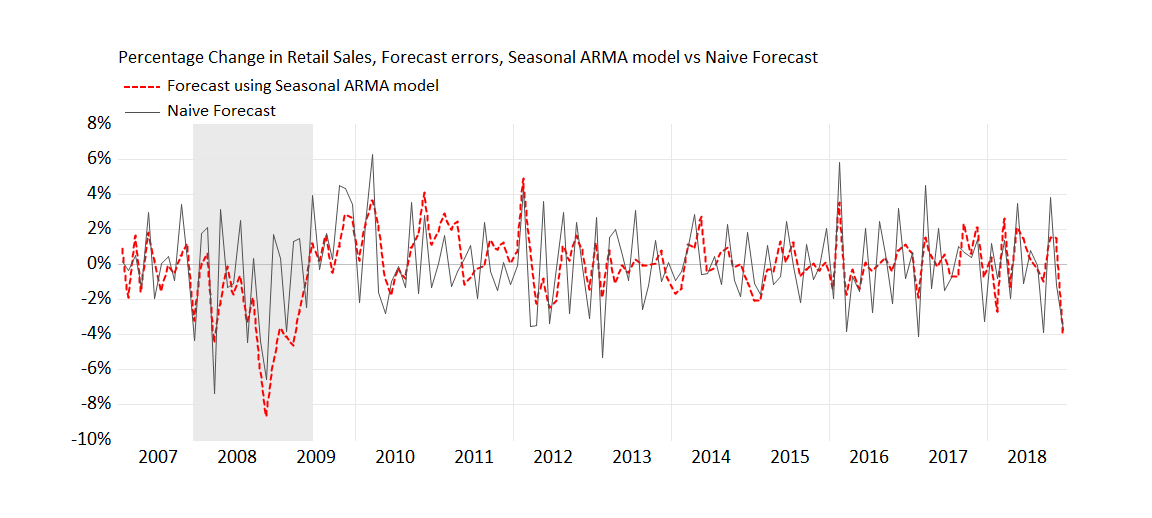 Percentage Change in Retail Sales, Forecast errors, Seasonal ARMA model vs Naive Forecast
Forecast using Seasonal ARMA model
Naive Forecast
8%
6%
4%
2%
0%
-2%
-4%
-6%
-8%
-10%
2007 2008 2009 2010 2011 2012 2013 2014 2015 2016 2017 2018